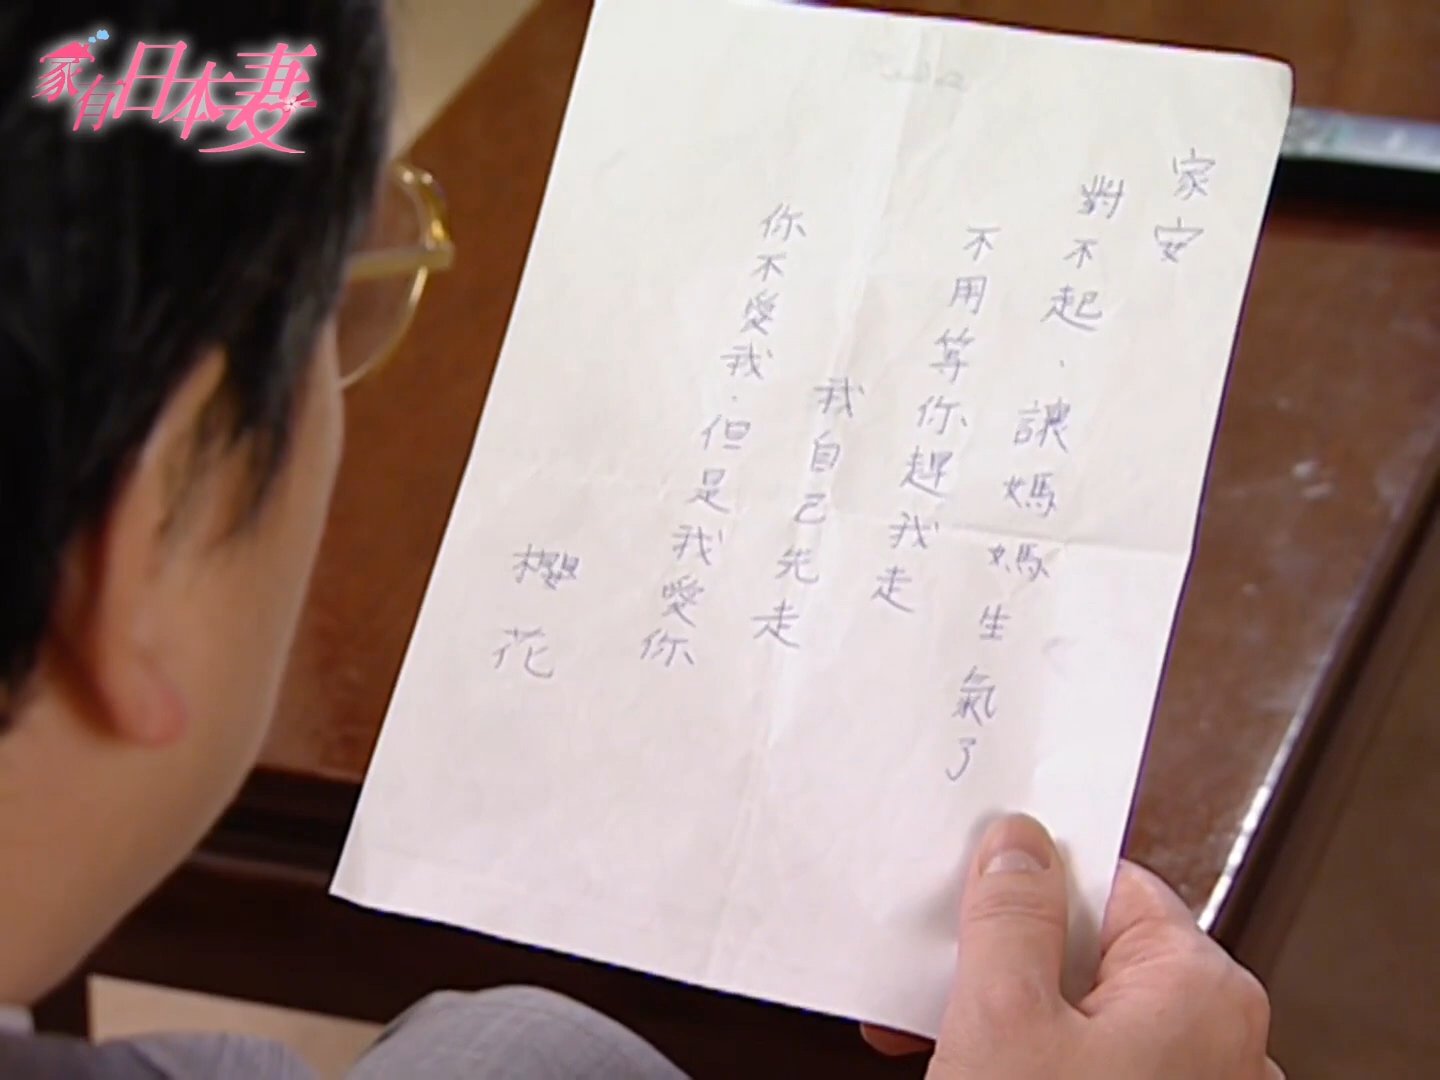 家有日本妻
家安
對不起．讓媽媽生氣了
不用等你趕我走
我自己先走
你不愛我．但是我愛你
櫻花